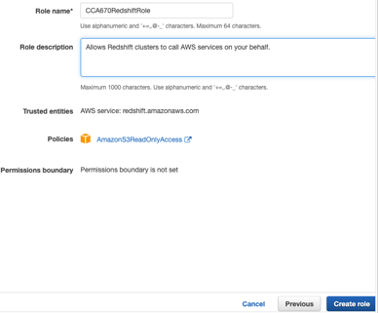 Role name* CCA670RedshiftRole
Use alphanumeric and '+=,.@-_' characters. Maximum 64 characters.
Role description Allows Redshift clusters to call AWS services on your behalf.
Maximum 1000 characters. Use alphanumeric and '+=,.@-_' characters.
Trusted entities AWS service: redshift.amazonaws.com
Policies AmazonS3ReadOnlyAccess
Permissions boundary Permissions boundary is not set
Cancel Previous Create role